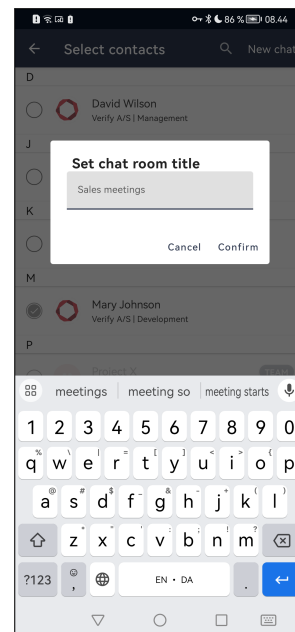 86 % 08.44
Select contacts New chat
D
David Wilson
Verify A/S | Management
J
Set chat room title
Sales meetings
K
Cancel Confirm
M
Mary Johnson
Verify A/S | Development
P
Project X TEAM
meetings meeting so meeting starts
1 2 3 4 5 6 7 8 9 0
% \ | = [ ] < > { }
q w e r t y u i o p
@ # $ - & - + ( )
a s d f g h j k l
* " ' : ; ! ?
z x c v b n m
?123 , EN • DA .